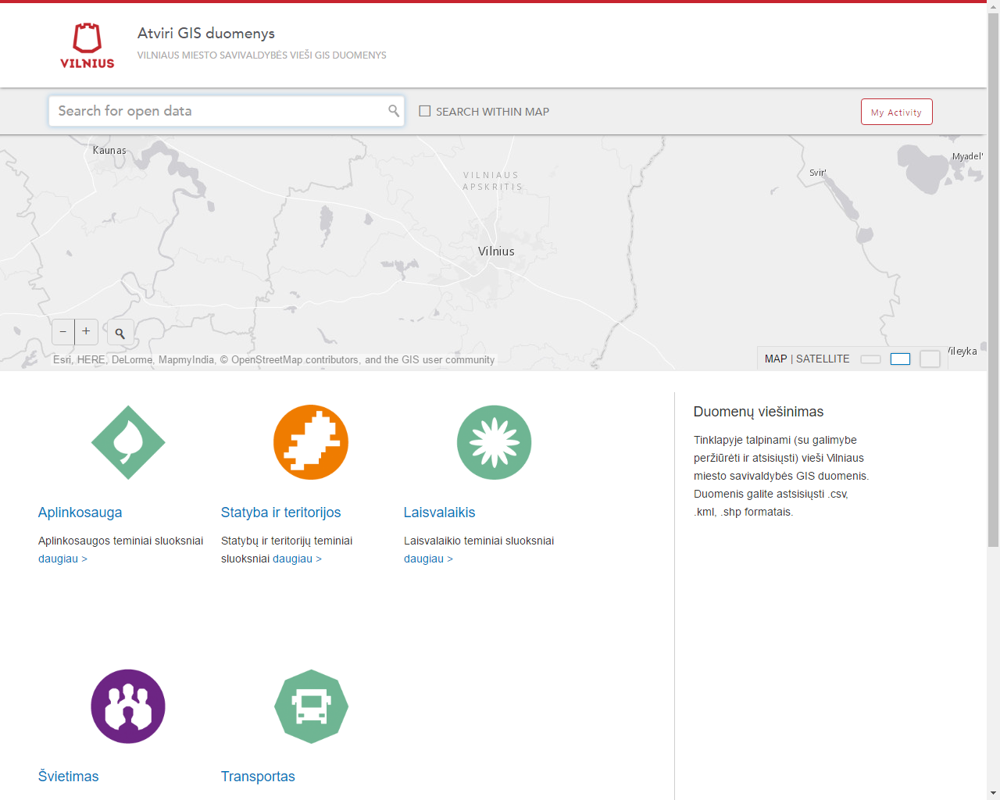 VILNIUS
Atviri GIS duomenys
VILNIAUS MIESTO SAVIVALDYBĖS VIEŠI GIS DUOMENYS
Search for open data
SEARCH WITHIN MAP
My Activity
Kaunas
VILNIAUS
APSKRITIS
Svir'
Myadel'
Vilnius
− +
Vileyka
Esri, HERE, DeLorme, MapmyIndia, © OpenStreetMap contributors, and the GIS user community
MAP | SATELLITE
Aplinkosauga
Aplinkosaugos teminiai sluoksniai
daugiau >
Statyba ir teritorijos
Statybų ir teritorijų teminiai
sluoksniai daugiau >
Laisvalaikis
Laisvalaikio teminiai sluoksniai
daugiau >
Duomenų viešinimas
Tinklapyje talpinami (su galimybe
peržiūrėti ir atsisiųsti) vieši Vilniaus
miesto savivaldybės GIS duomenis.
Duomenis galite astsisiųsti .csv,
.kml, .shp formatais.
Švietimas
Transportas